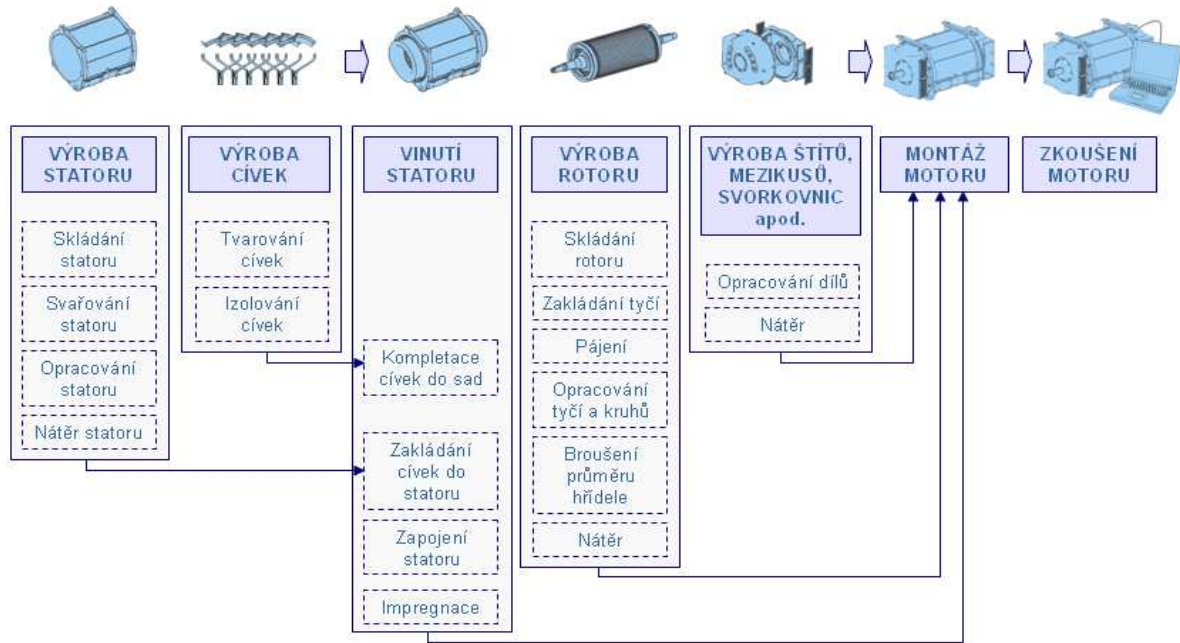 VÝROBA
STATORU
Skládání
statoru
Svařování
statoru
Opracování
statoru
Nátěr statoru
VÝROBA
CÍVEK
Tvarování
cívek
Izolování
cívek
VINUTÍ
STATORU
Kompletace
cívek do sad
Zakládání
cívek do
statoru
Zapojení
statoru
Impregnace
VÝROBA
ROTORU
Skládání
rotoru
Zakládání tyčí
Pájení
Opracování
tyčí a kruhů
Broušení
průměru
hřídele
Nátěr
VÝROBA ŠTÍTŮ,
MEZIKUSŮ,
SVORKOVNIC
apod.
Opracování dílů
Nátěr
MONTÁŽ
MOTORU
ZKOUŠENÍ
MOTORU